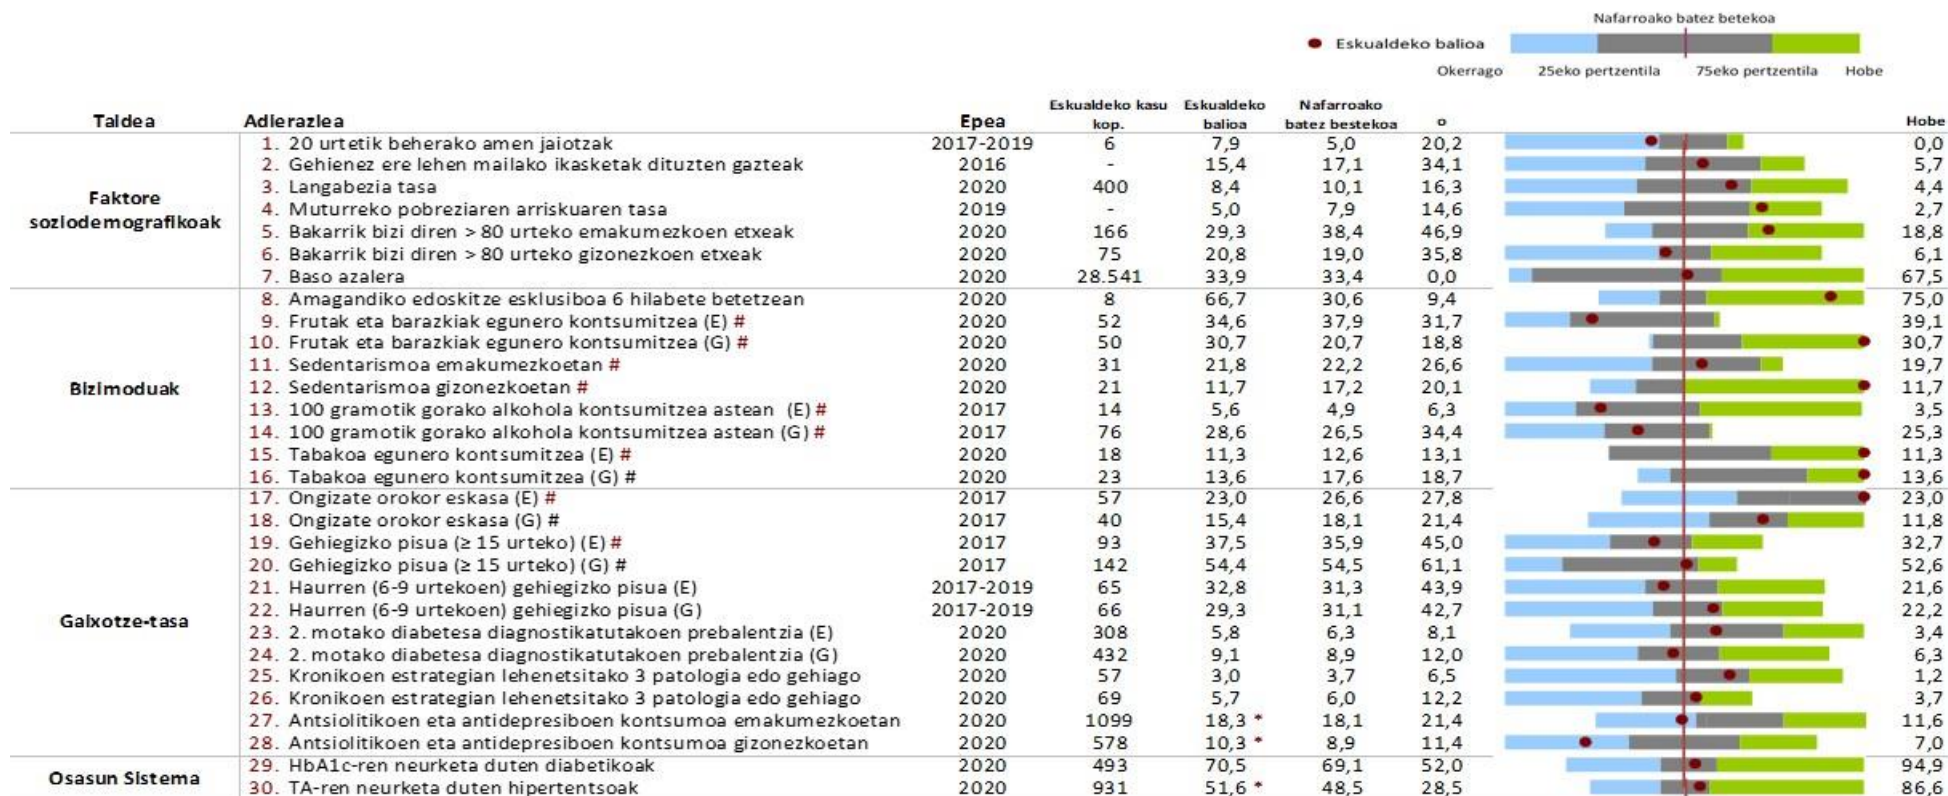 Nafarroako batez betekoa
Eskualdeko balioa
Okerrago 25eko pertzentila 75eko pertzentila Hobe
Taldea Adierazlea Epea Eskualdeko kasu kop. Eskualdeko balioa Nafarroako batez bestekoa o Hobe
Faktore soziodemografikoak
1. 20 urtetik beherako amen jaiotzak 2017-2019 6 7,9 5,0 20,2 0,0
2. Gehienez ere lehen mailako ikasketak dituzten gazteak 2016 - 15,4 17,1 34,1 5,7
3. Langabezia tasa 2020 400 8,4 10,1 16,3 4,4
4. Muturreko pobreziaren arriskuaren tasa 2019 - 5,0 7,9 14,6 2,7
5. Bakarrik bizi diren > 80 urteko emakumezkoen etxeak 2020 166 29,3 38,4 46,9 18,8
6. Bakarrik bizi diren > 80 urteko gizonezkoen etxeak 2020 75 20,8 19,0 35,8 6,1
7. Baso azalera 2020 28.541 33,9 33,4 0,0 67,5
Bizimoduak
8. Amagandiko edoskitze esklusiboa 6 hilabete betetzean 2020 8 66,7 30,6 9,4 75,0
9. Frutak eta barazkiak egunero kontsumitzea (E) # 2020 52 34,6 37,9 31,7 39,1
10. Frutak eta barazkiak egunero kontsumitzea (G) # 2020 50 30,7 20,7 18,8 30,7
11. Sedentarismoa emakumezkoetan # 2020 31 21,8 22,2 26,6 19,7
12. Sedentarismoa gizonezkoetan # 2020 21 11,7 17,2 20,1 11,7
13. 100 gramotik gorako alkohola kontsumitzea astean (E) # 2017 14 5,6 4,9 6,3 3,5
14. 100 gramotik gorako alkohola kontsumitzea astean (G) # 2017 76 28,6 26,5 34,4 25,3
15. Tabakoa egunero kontsumitzea (E) # 2020 18 11,3 12,6 13,1 11,3
16. Tabakoa egunero kontsumitzea (G) # 2020 23 13,6 17,6 18,7 13,6
Gaixotze-tasa
17. Ongizate orokor eskasa (E) # 2017 57 23,0 26,6 27,8 23,0
18. Ongizate orokor eskasa (G) # 2017 40 15,4 18,1 21,4 11,8
19. Gehiegizko pisua (≥ 15 urteko) (E) # 2017 93 37,5 35,9 45,0 32,7
20. Gehiegizko pisua (≥ 15 urteko) (G) # 2017 142 54,4 54,5 61,1 52,6
21. Haurren (6-9 urtekoen) gehiegizko pisua (E) 2017-2019 65 32,8 31,3 43,9 21,6
22. Haurren (6-9 urtekoen) gehiegizko pisua (G) 2017-2019 66 29,3 31,1 42,7 22,2
23. 2. motako diabetesa diagnostikatutakoen prebalentzia (E) 2020 308 5,8 6,3 8,1 3,4
24. 2. motako diabetesa diagnostikatutakoen prebalentzia (G) 2020 432 9,1 8,9 12,0 6,3
25. Kronikoen estrategian lehenetsitako 3 patologia edo gehiago 2020 57 3,0 3,7 6,5 1,2
26. Kronikoen estrategian lehenetsitako 3 patologia edo gehiago 2020 69 5,7 6,0 12,2 3,7
27. Antsiolitikoen eta antidepresiboen kontsumoa emakumezkoetan 2020 1099 18,3 * 18,1 21,4 11,6
28. Antsiolitikoen eta antidepresiboen kontsumoa gizonezkoetan 2020 578 10,3 * 8,9 11,4 7,0
Osasun Sistema
29. HbA1c-ren neurketa duten diabetikoak 2020 493 70,5 69,1 52,0 94,9
30. TA-ren neurketa duten hipertentsoak 2020 931 51,6 * 48,5 28,5 86,6